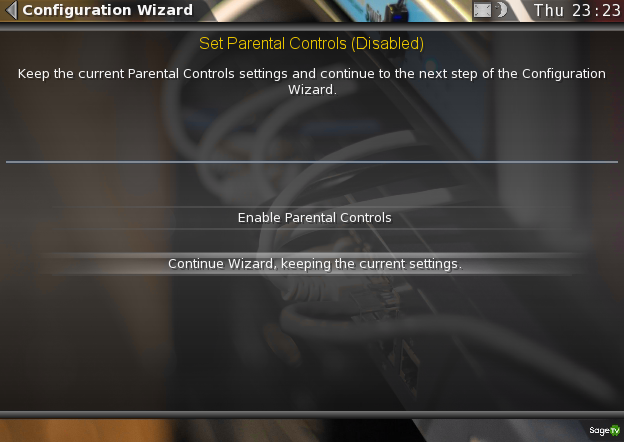 Configuration Wizard
Thu 23:23
Set Parental Controls (Disabled)
Keep the current Parental Controls settings and continue to the next step of the Configuration
Wizard.
Enable Parental Controls
Continue Wizard, keeping the current settings.
SageTV